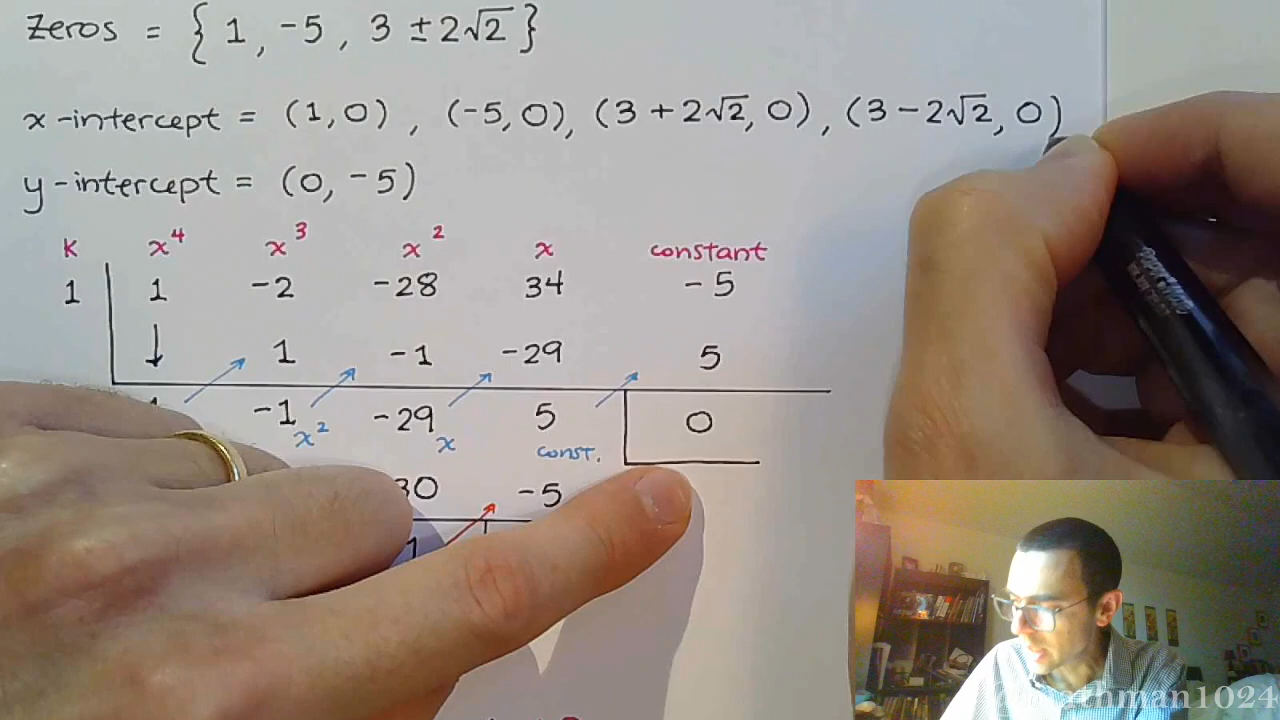 Zeros = { 1, -5, 3 ± 2√2 }
x-intercept = (1, 0), (-5, 0), (3 + 2√2, 0), (3 - 2√2, 0)
y-intercept = (0, -5)
K x⁴ x³ x² x constant
1 1 -2 -28 34 -5
↓ 1 -1 -29 5
-1 -29 5 0
x² x const.
30 -5
1